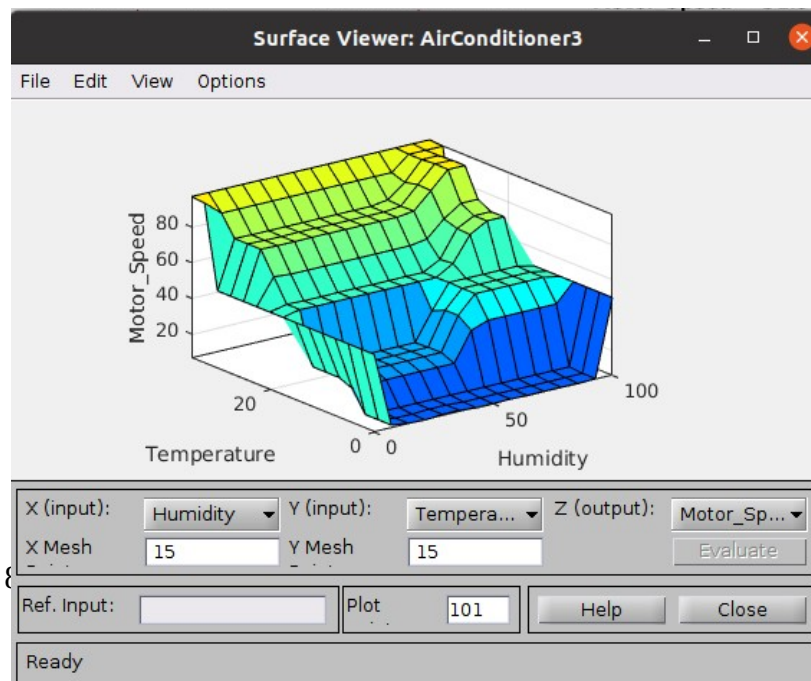 Surface Viewer: AirConditioner3
File Edit View Options
80
60
40
20
Motor_Speed
20
0
Temperature
0
50
100
Humidity
X (input): Humidity Y (input): Tempera... Z (output): Motor_Sp...
X Mesh 15 Y Mesh 15 Evaluate
Ref. Input: Plot 101 Help Close
Ready